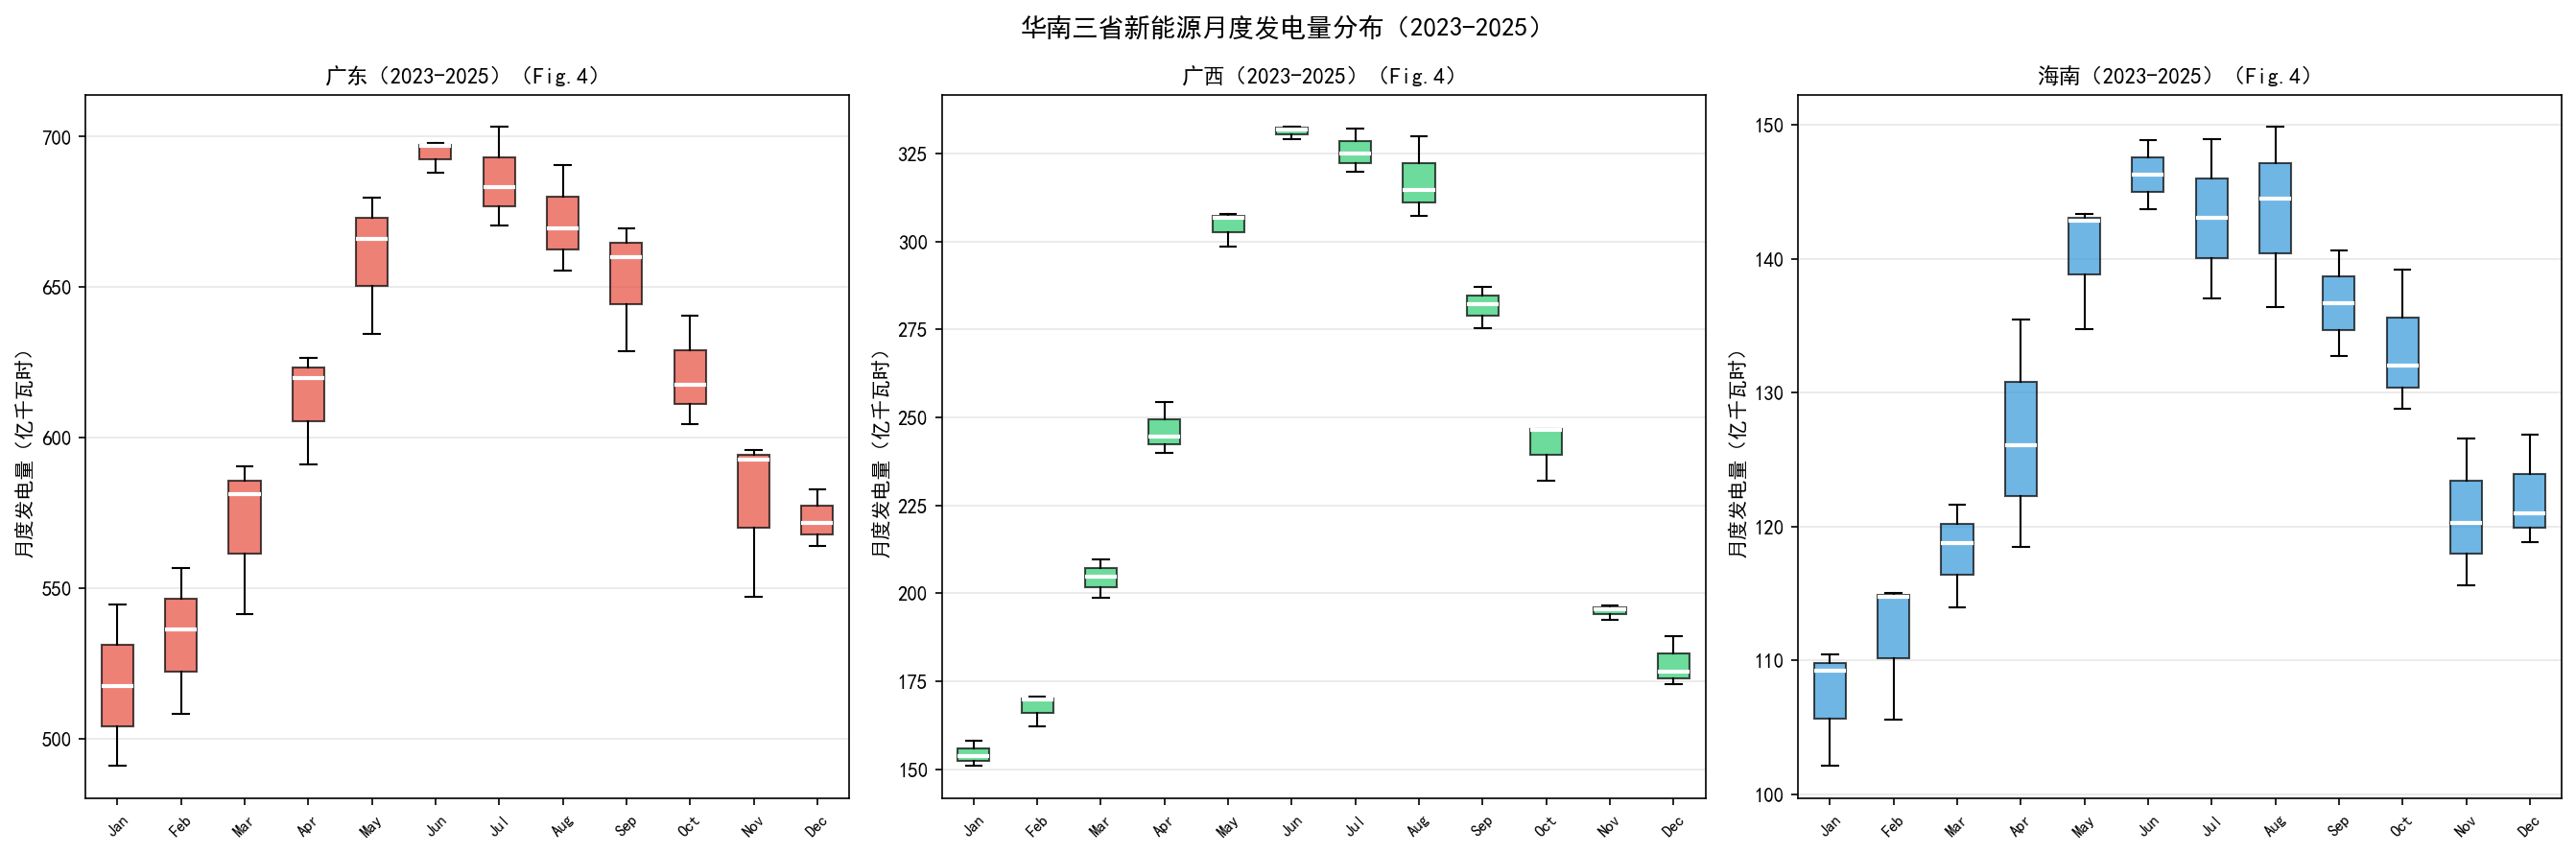 华南三省新能源月度发电量分布（2023-2025）
广东（2023-2025）（Fig.4）
月度发电量（亿千瓦时）
700
650
600
550
500
Jan Feb Mar Apr May Jun Jul Aug Sep Oct Nov Dec
广西（2023-2025）（Fig.4）
月度发电量（亿千瓦时）
325
300
275
250
225
200
175
150
Jan Feb Mar Apr May Jun Jul Aug Sep Oct Nov Dec
海南（2023-2025）（Fig.4）
月度发电量（亿千瓦时）
150
140
130
120
110
100
Jan Feb Mar Apr May Jun Jul Aug Sep Oct Nov Dec